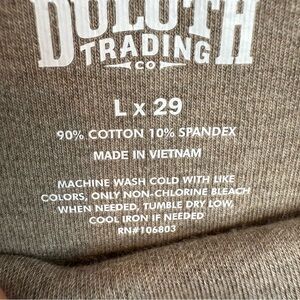 DULUTH
TRADING
CO
L x 29
90% COTTON 10% SPANDEX
MADE IN VIETNAM
MACHINE WASH COLD WITH LIKE
COLORS, ONLY NON-CHLORINE BLEACH
WHEN NEEDED, TUMBLE DRY LOW,
COOL IRON IF NEEDED
RN#106803